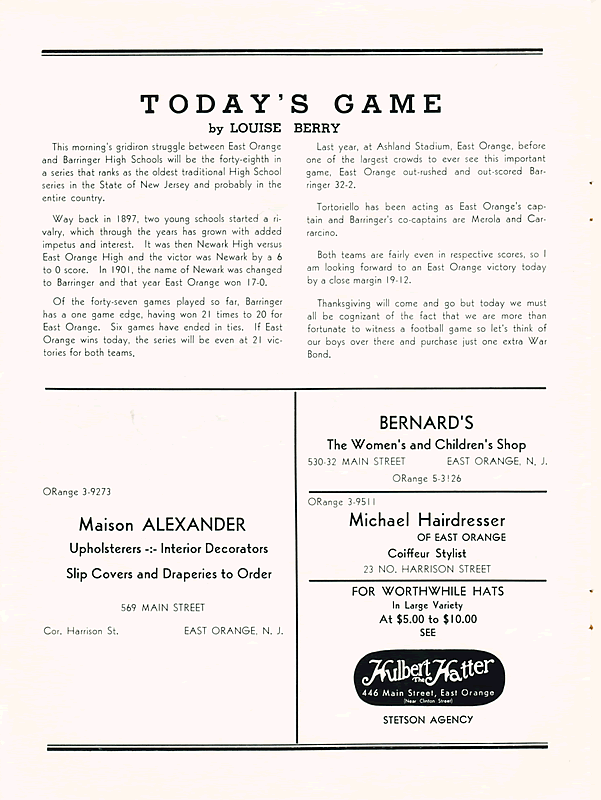 TODAY'S GAME
by LOUISE BERRY
This morning's gridiron struggle between East Orange
and Barringer High Schools will be the forty-eighth in
a series that ranks as the oldest traditional High School
series in the State of New Jersey and probably in the
entire country.
Way back in 1897, two young schools started a ri-
valry, which through the years has grown with added
impetus and interest. It was then Newark High versus
East Orange High and the victor was Newark by a 6
to 0 score. In 1901, the name of Newark was changed
to Barringer and that year East Orange won 17-0.
Of the forty-seven games played so far, Barringer
has a one game edge, having won 21 times to 20 for
East Orange. Six games have ended in ties. If East
Orange wins today, the series will be even at 21 vic-
tories for both teams,
Last year, at Ashland Stadium, East Orange, before
one of the largest crowds to ever see this important
game, East Orange out-rushed and out-scored Bar-
ringer 32-2.
Tortoriello has been acting as East Orange's cap-
tain and Barringer's co-captains are Merola and Car-
rarcino.
Both teams are fairly even in respective scores, so I
am looking forward to an East Orange victory today
by a close margin 19-12.
Thanksgiving will come and go but today we must
all be cognizant of the fact that we are more than
fortunate to witness a football game so let's think of
our boys over there and purchase just one extra War
Bond.
ORange 3-9273
Maison ALEXANDER
Upholsterers -:- Interior Decorators
Slip Covers and Draperies to Order
569 MAIN STREET
Cor. Harrison St. EAST ORANGE, N. J.
BERNARD'S
The Women's and Children's Shop
530-32 MAIN STREET EAST ORANGE, N. J.
ORange 5-3126
ORange 3-9511
Michael Hairdresser
OF EAST ORANGE
Coiffeur Stylist
23 NO. HARRISON STREET
FOR WORTHWHILE HATS
In Large Variety
At $5.00 to $10.00
SEE
Hulbert The Hatter
446 Main Street, East Orange
(Near Clinton Street)
STETSON AGENCY